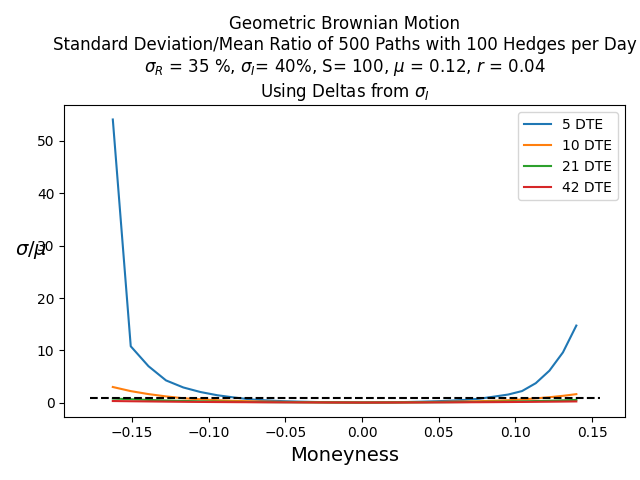 Geometric Brownian Motion
Standard Deviation/Mean Ratio of 500 Paths with 100 Hedges per Day
σR = 35 %, σI= 40%, S= 100, μ = 0.12, r = 0.04
Using Deltas from σI
5 DTE
10 DTE
21 DTE
42 DTE
50
40
30
20
10
0
σ/μ
−0.15
−0.10
−0.05
0.00
0.05
0.10
0.15
Moneyness